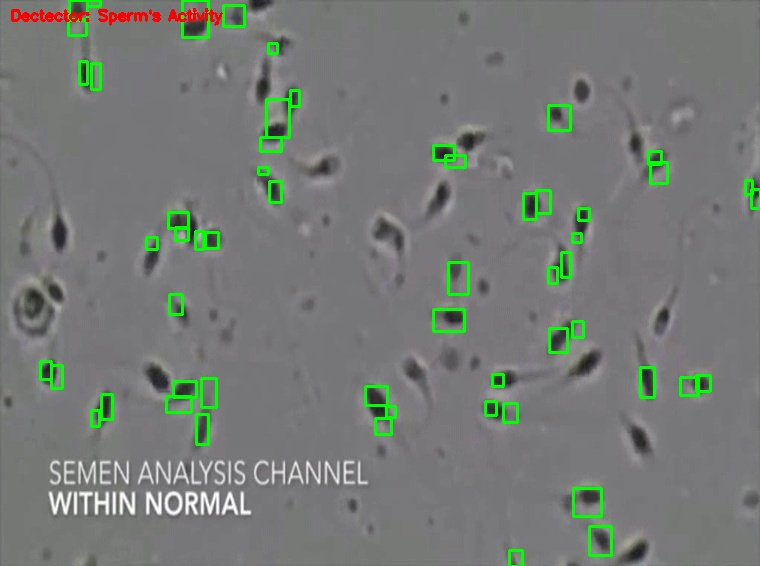 Dectector: Sperm's Activity
SEMEN ANALYSIS CHANNEL
WITHIN NORMAL